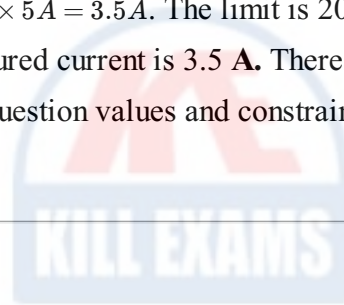 × 5A = 3.5A. The limit is 20
ured current is 3.5 A. There
uestion values and constrain
KILL EXAMS